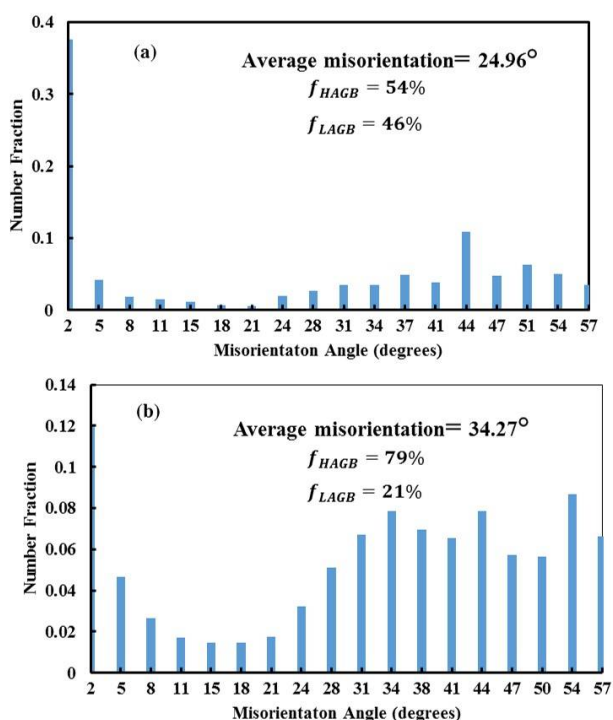 0.4
(a)
Average misorientation= 24.96°
0.3
f_HAGB = 54%
f_LAGB = 46%
0.2
Number Fraction
0.1
0
2 5 8 11 15 18 21 24 28 31 34 37 41 44 47 51 54 57
Misorientaton Angle (degrees)
0.14
(b)
0.12
Average misorientation= 34.27°
0.1
f_HAGB = 79%
f_LAGB = 21%
0.08
Number Fraction
0.06
0.04
0.02
0
2 5 8 11 15 18 21 24 28 31 34 38 41 44 47 50 54 57
Misorientaton Angle (degrees)